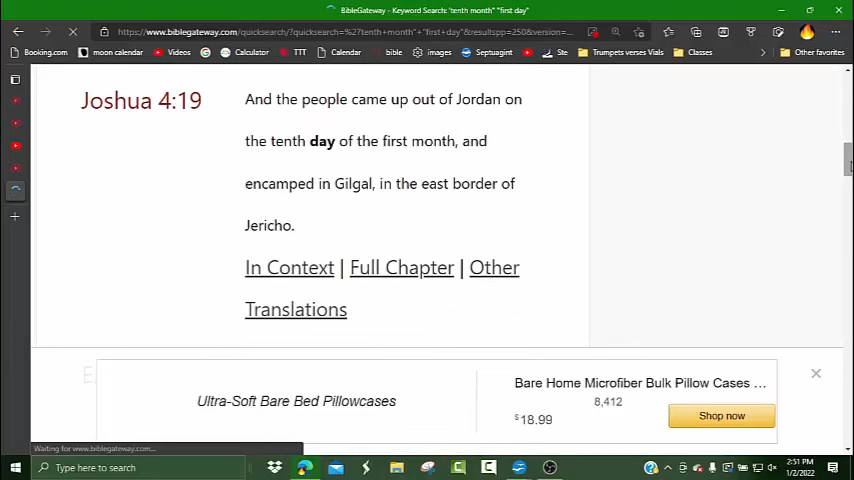 BibleGateway - Keyword Search: 'tenth month" "first day"
https://www.biblegateway.com/quicksearch/?quicksearch=%27tenth+month"+"first+day"&resultspp=250&version=...
Booking.com moon calendar Videos Calculator TTT Calendar bible images Septuagint Ste Trumpets verses Vials Classes Other favorites
Joshua 4:19
And the people came up out of Jordan on
the tenth day of the first month, and
encamped in Gilgal, in the east border of
Jericho.
In Context | Full Chapter | Other
Translations
Ultra-Soft Bare Bed Pillowcases
Bare Home Microfiber Bulk Pillow Cases ...
8,412
$18.99
Shop now
Waiting for www.biblegateway.com...
Type here to search
2:51 PM
1/2/2022